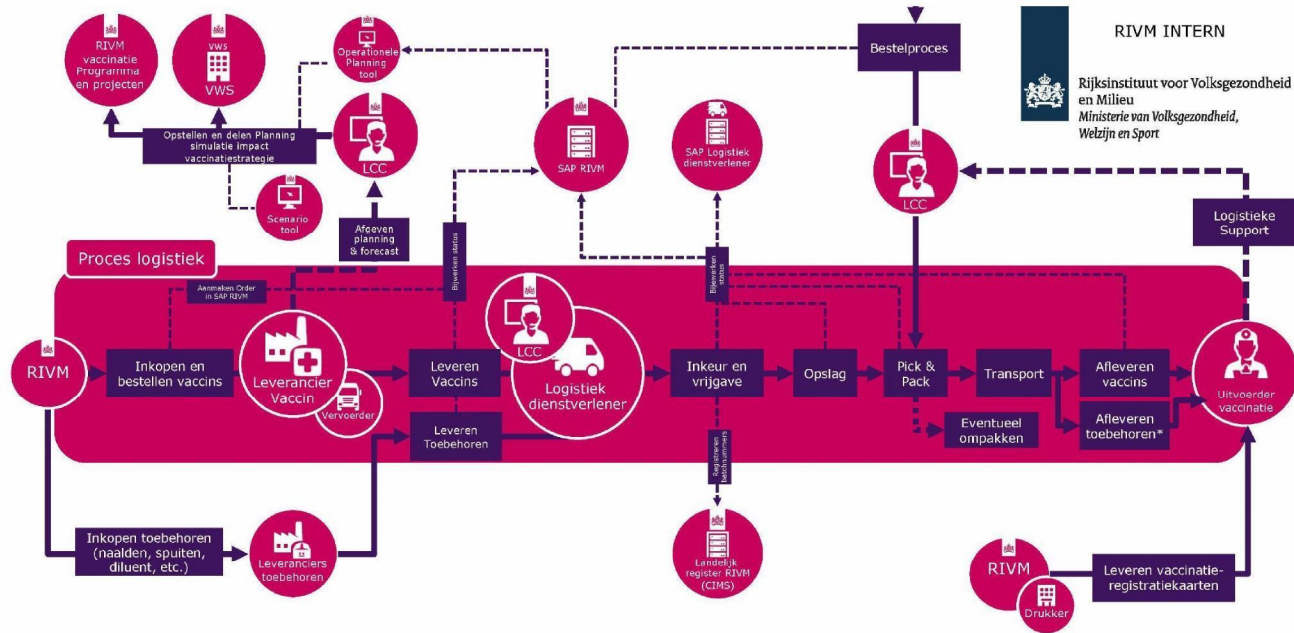 RIVM
vaccinatie
Programma
en projecten
VWS
VWS
Operationele
Planning
tool
Opstellen en delen Planning
simulatie impact
vaccinatiestrategie
LCC
Scenario
tool
Afgeven
planning
& forecast
SAP RIVM
SAP Logistiek
dienstverlener
Bestelproces
LCC
RIVM INTERN
Rijksinstituut voor Volksgezondheid
en Milieu
Ministerie van Volksgezondheid,
Welzijn en Sport
Logistieke
Support
Proces logistiek
Aanmaken Order
in SAP RIVM
Bijwerken status
Bijwerken
status
RIVM
Inkopen en
bestellen vaccins
Leverancier
Vaccin
Vervoerder
Leveren
Vaccins
Leveren
Toebehoren
LCC
Logistiek
dienstverlener
Inkeur en
vrijgave
Opslag
Pick &
Pack
Transport
Afleveren
vaccins
Afleveren
toebehoren*
Eventueel
ompakken
Uitvoerder
vaccinatie
Registreren
batchnummers
Inkopen toebehoren
(naalden, spuiten,
diluent, etc.)
Leveranciers
toebehoren
Landelijk
register RIVM
(CIMS)
RIVM
Drukker
Leveren vaccinatie-
registratiekaarten